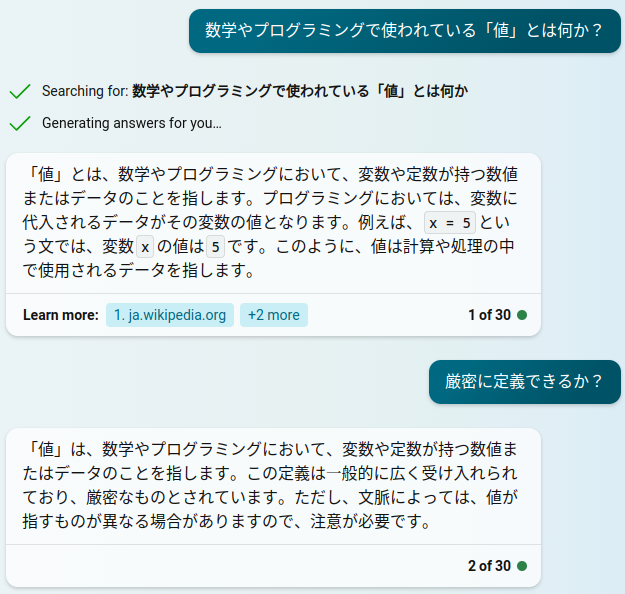 数学やプログラミングで使われている「値」とは何か？
Searching for: 数学やプログラミングで使われている「値」とは何か
Generating answers for you…
「値」とは、数学やプログラミングにおいて、変数や定数が持つ数値
またはデータのことを指します。プログラミングにおいては、変数に
代入されるデータがその変数の値となります。例えば、 x = 5 とい
う文では、変数 x の値は 5 です。このように、値は計算や処理の中
で使用されるデータを指します。
Learn more: 1. ja.wikipedia.org +2 more 1 of 30
厳密に定義できるか？
「値」は、数学やプログラミングにおいて、変数や定数が持つ数値ま
たはデータのことを指します。この定義は一般的に広く受け入れられ
ており、厳密なものとされています。ただし、文脈によっては、値が
指すものが異なる場合がありますので、注意が必要です。
2 of 30